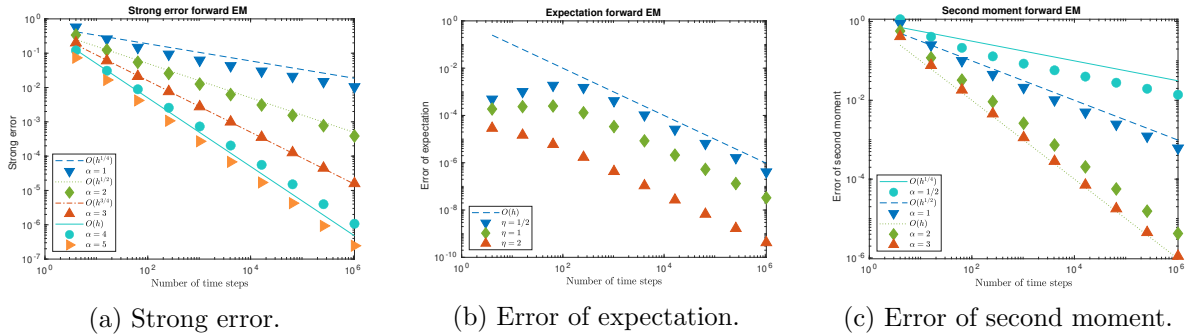 Strong error forward EM
Strong error
10^0
10^-1
10^-2
10^-3
10^-4
10^-5
10^-6
10^-7
O(h^{1/4})
α = 1
O(h^{1/2})
α = 2
O(h^{3/4})
α = 3
O(h)
α = 4
α = 5
10^0
10^2
10^4
10^6
Number of time steps
(a) Strong error.
Expectation forward EM
Error of expectation
10^0
10^-2
10^-4
10^-6
10^-8
10^-10
O(h)
η = 1/2
η = 1
η = 2
10^0
10^2
10^4
10^6
Number of time steps
(b) Error of expectation.
Second moment forward EM
Error of second moment
10^0
10^-2
10^-4
10^-6
O(h^{1/4})
α = 1/2
O(h^{1/2})
α = 1
O(h)
α = 2
α = 3
10^0
10^2
10^4
10^6
Number of time steps
(c) Error of second moment.